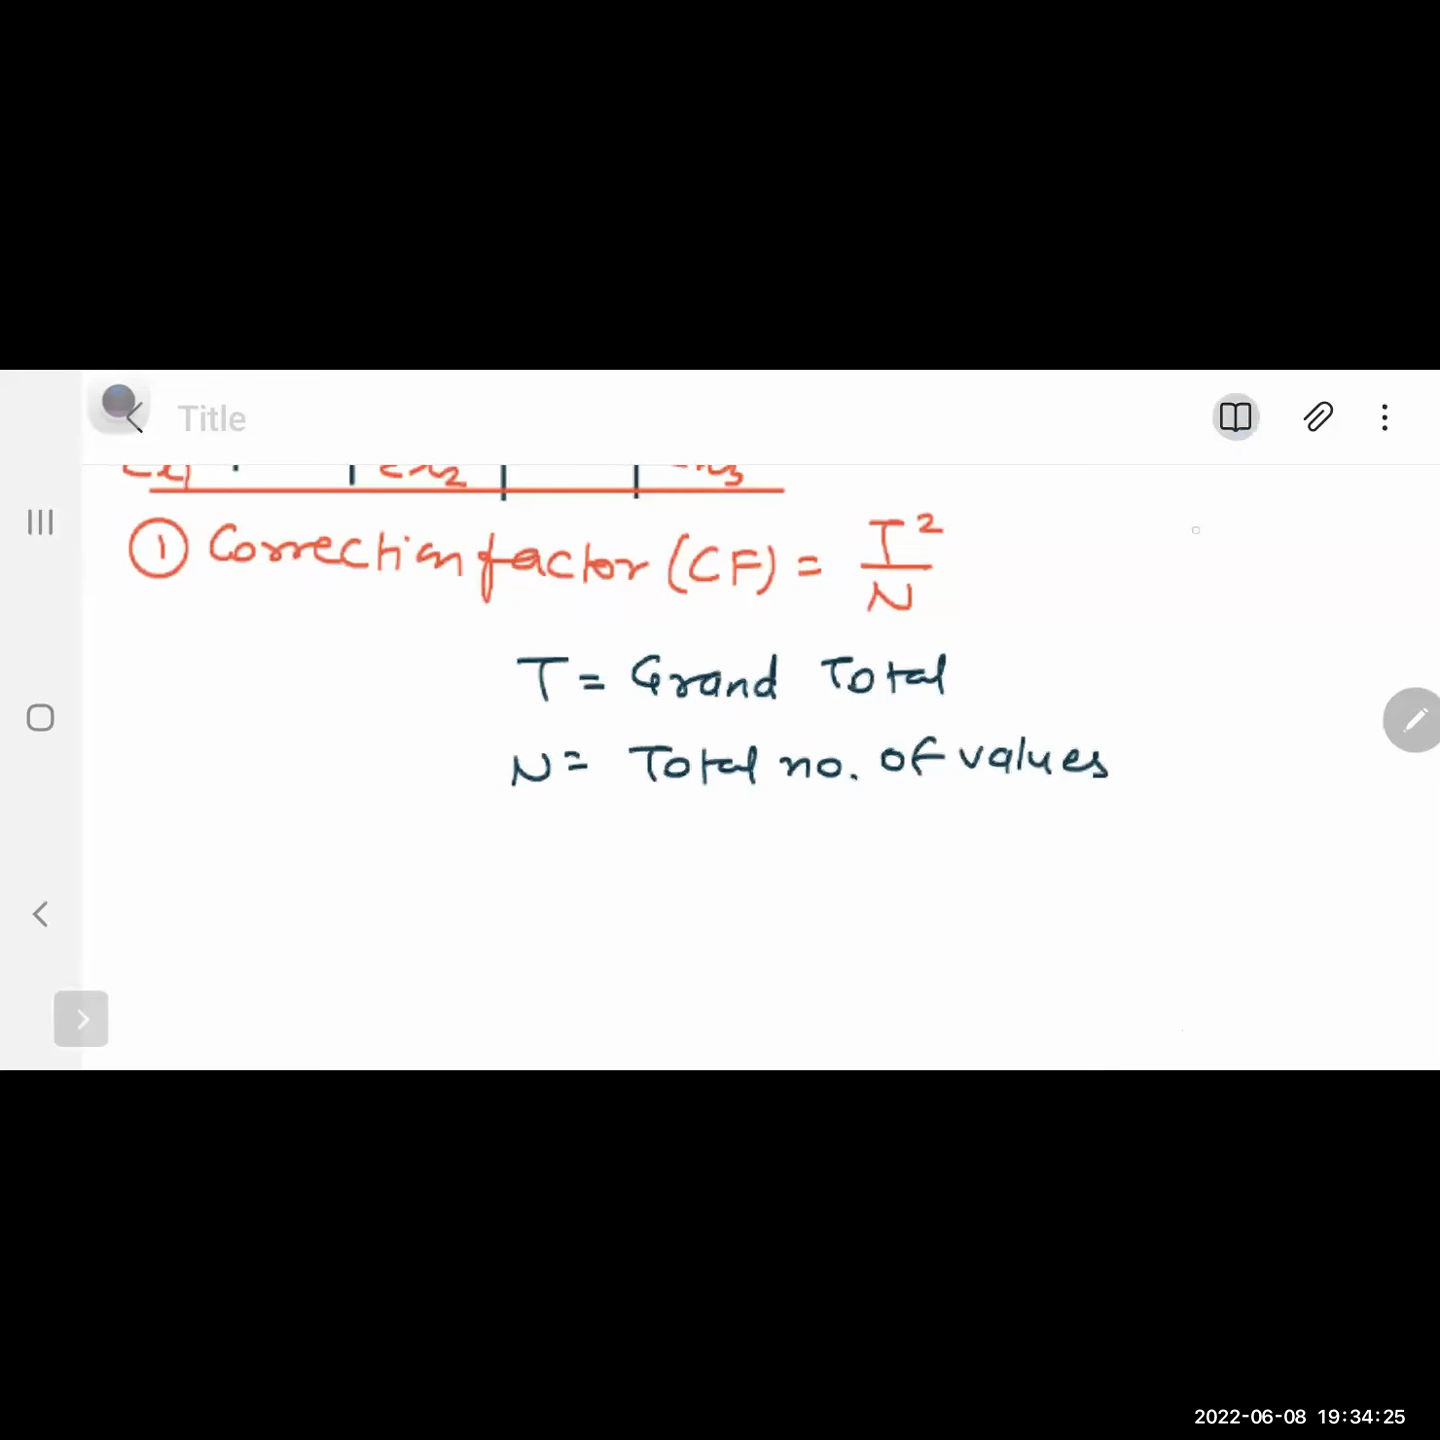 Title
① Correction factor (CF) = T²/N
T = Grand Total
N = Total no. of values
2022-06-08 19:34:25